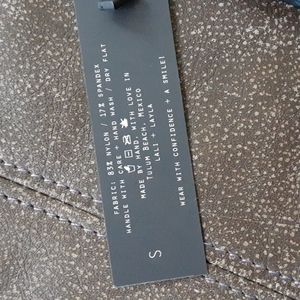 FABRIC: 83% NYLON / 17% SPANDEX
HANDLE WITH CARE + HAND WASH / DRY FLAT
MADE BY HAND, WITH LOVE IN
TULUM BEACH, MEXICO
LALI + LAYLA
WEAR WITH CONFIDENCE + A SMILE!
S